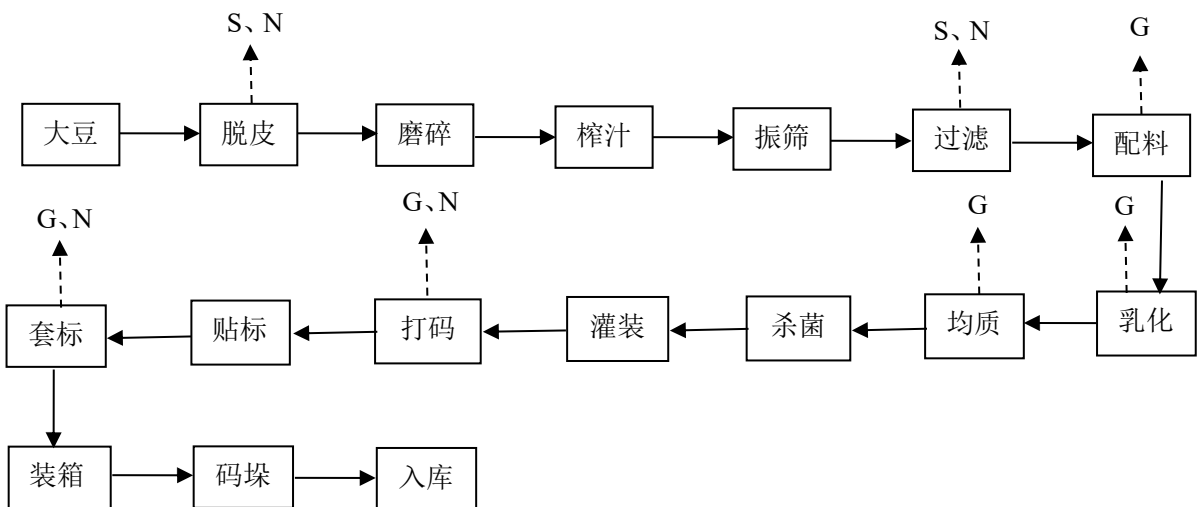 S、N
S、N
G
大豆
脱皮
磨碎
榨汁
振筛
过滤
配料
G、N
G、N
G
G
套标
贴标
打码
灌装
杀菌
均质
乳化
装箱
码垛
入库